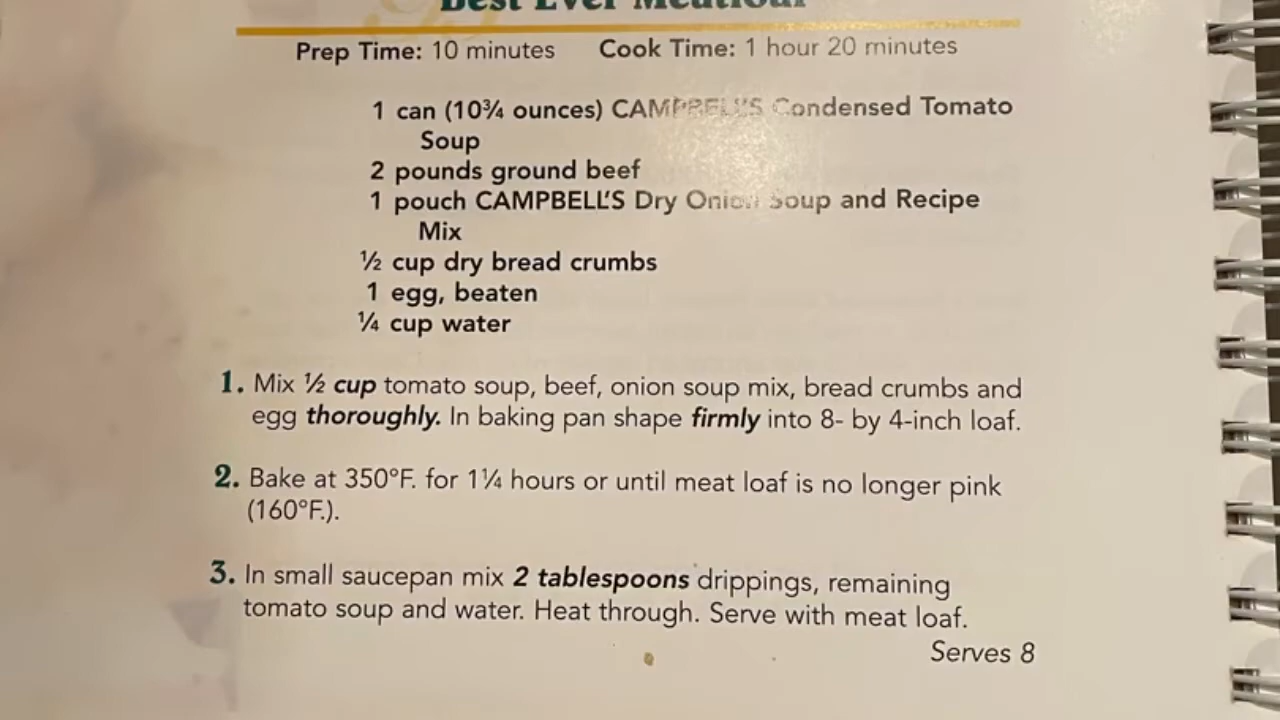 Best Ever Meatloaf
Prep Time: 10 minutes Cook Time: 1 hour 20 minutes
1 can (10¾ ounces) CAMPBELL'S Condensed Tomato
Soup
2 pounds ground beef
1 pouch CAMPBELL'S Dry Onion Soup and Recipe
Mix
½ cup dry bread crumbs
1 egg, beaten
¼ cup water
1. Mix ½ cup tomato soup, beef, onion soup mix, bread crumbs and
egg thoroughly. In baking pan shape firmly into 8- by 4-inch loaf.
2. Bake at 350°F. for 1¼ hours or until meat loaf is no longer pink
(160°F.).
3. In small saucepan mix 2 tablespoons drippings, remaining
tomato soup and water. Heat through. Serve with meat loaf.
Serves 8